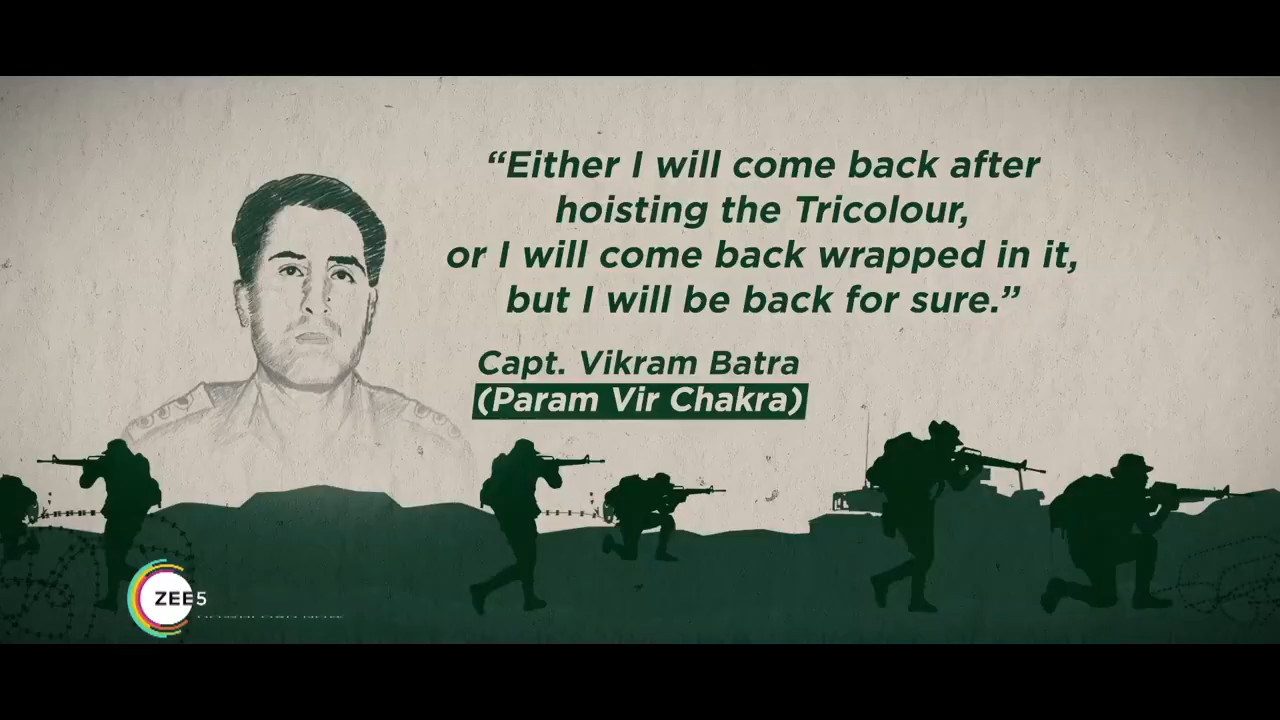 “Either I will come back after
hoisting the Tricolour,
or I will come back wrapped in it,
but I will be back for sure.”
Capt. Vikram Batra
(Param Vir Chakra)
ZEE5